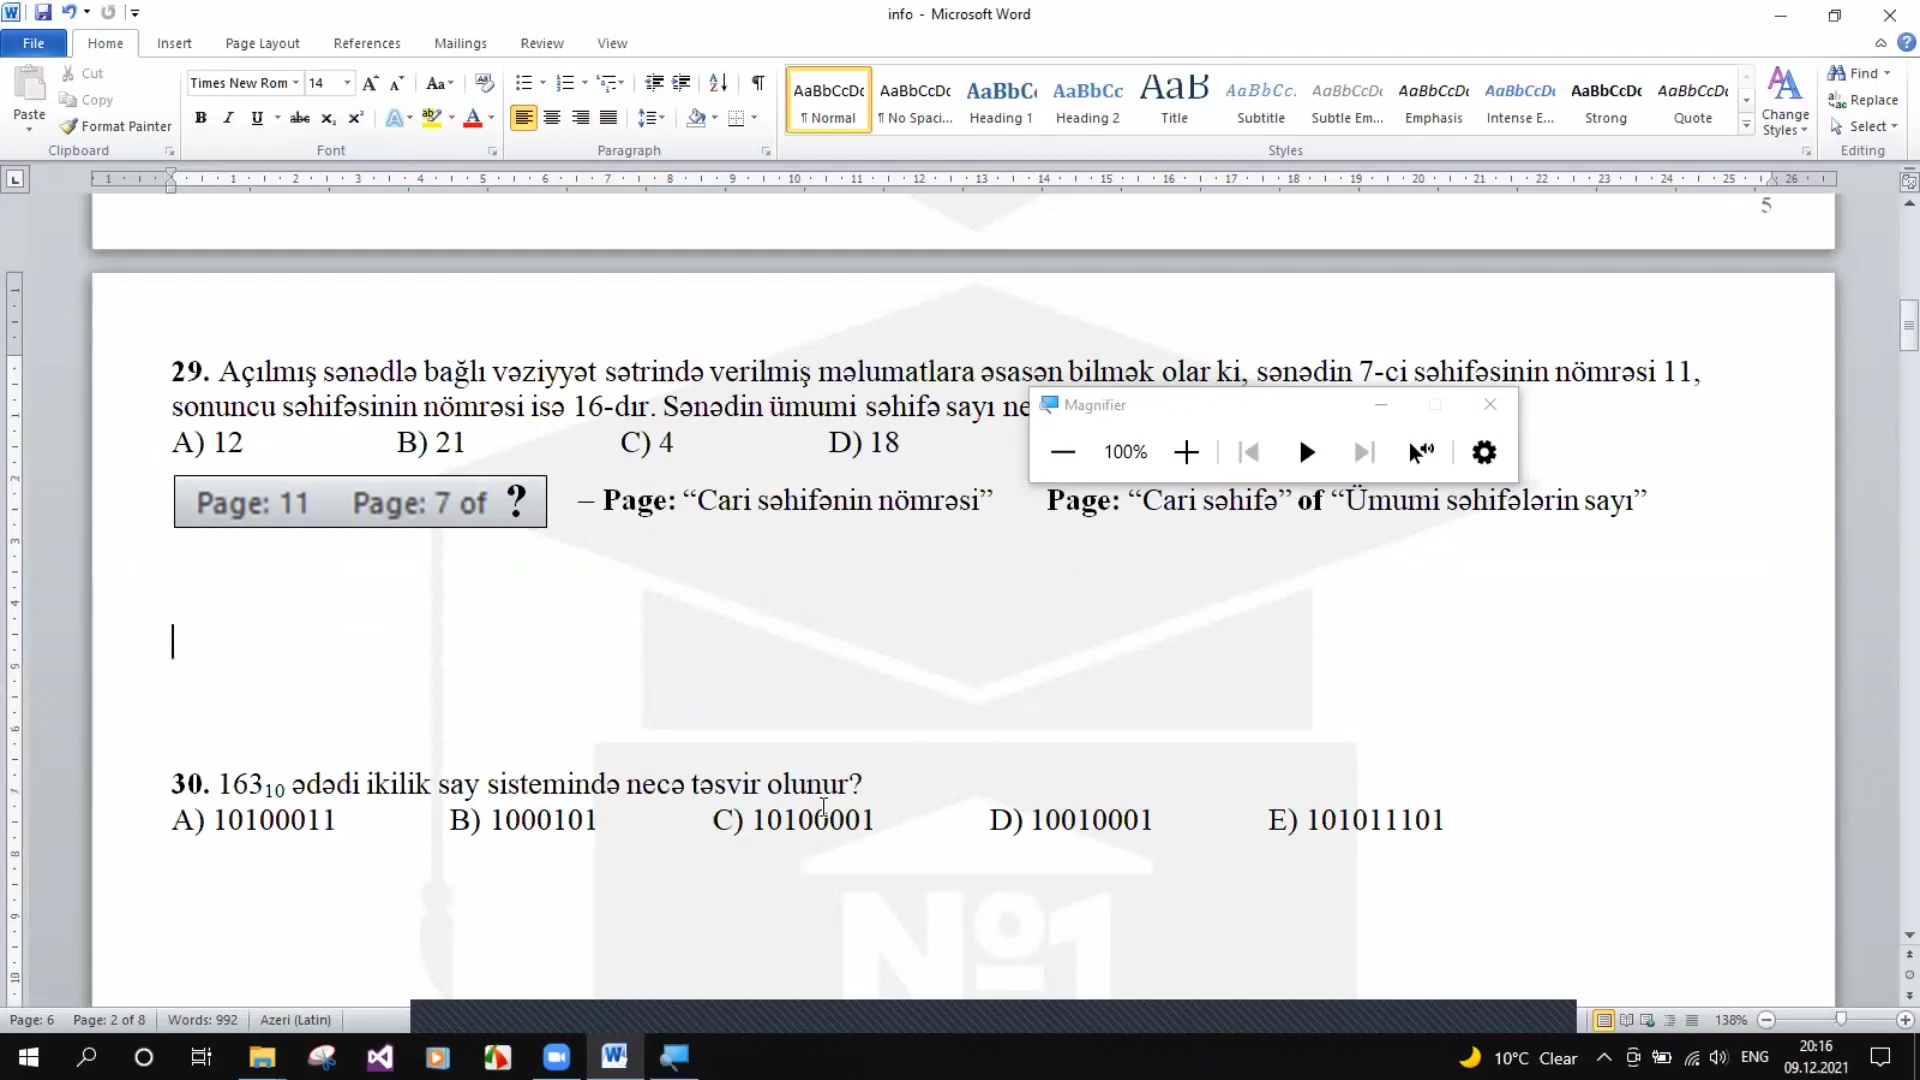 info - Microsoft Word
File Home Insert Page Layout References Mailings Review View
Paste
Cut
Copy
Format Painter
Clipboard
Times New Rom 14
Font
Paragraph
AaBbCcDc AaBbCcDc AaBbC AaBbCc AaB AaBbCc. AaBbCcDc AaBbCcDc AaBbCcDc AaBbCcDc AaBbCcDc
¶ Normal ¶ No Spaci... Heading 1 Heading 2 Title Subtitle Subtle Em... Emphasis Intense E... Strong Quote
Styles
Change Styles
Find
Replace
Select
Editing
5
29. Açılmış sənədlə bağlı vəziyyət sətrində verilmiş məlumatlara əsasən bilmək olar ki, sənədin 7-ci səhifəsinin nömrəsi 11,
sonuncu səhifəsinin nömrəsi isə 16-dır. Sənədin ümumi səhifə sayı ne
A) 12 B) 21 C) 4 D) 18
Magnifier
100%
Page: 11 Page: 7 of ? – Page: “Cari səhifənin nömrəsi” Page: “Cari səhifə” of “Ümumi səhifələrin sayı”
30. 163₁₀ ədədi ikilik say sistemində necə təsvir olunur?
A) 10100011 B) 1000101 C) 10100001 D) 10010001 E) 101011101
№1
Page: 6 Page: 2 of 8 Words: 992 Azeri (Latin) 138%
10°C Clear ENG 20:16
09.12.2021